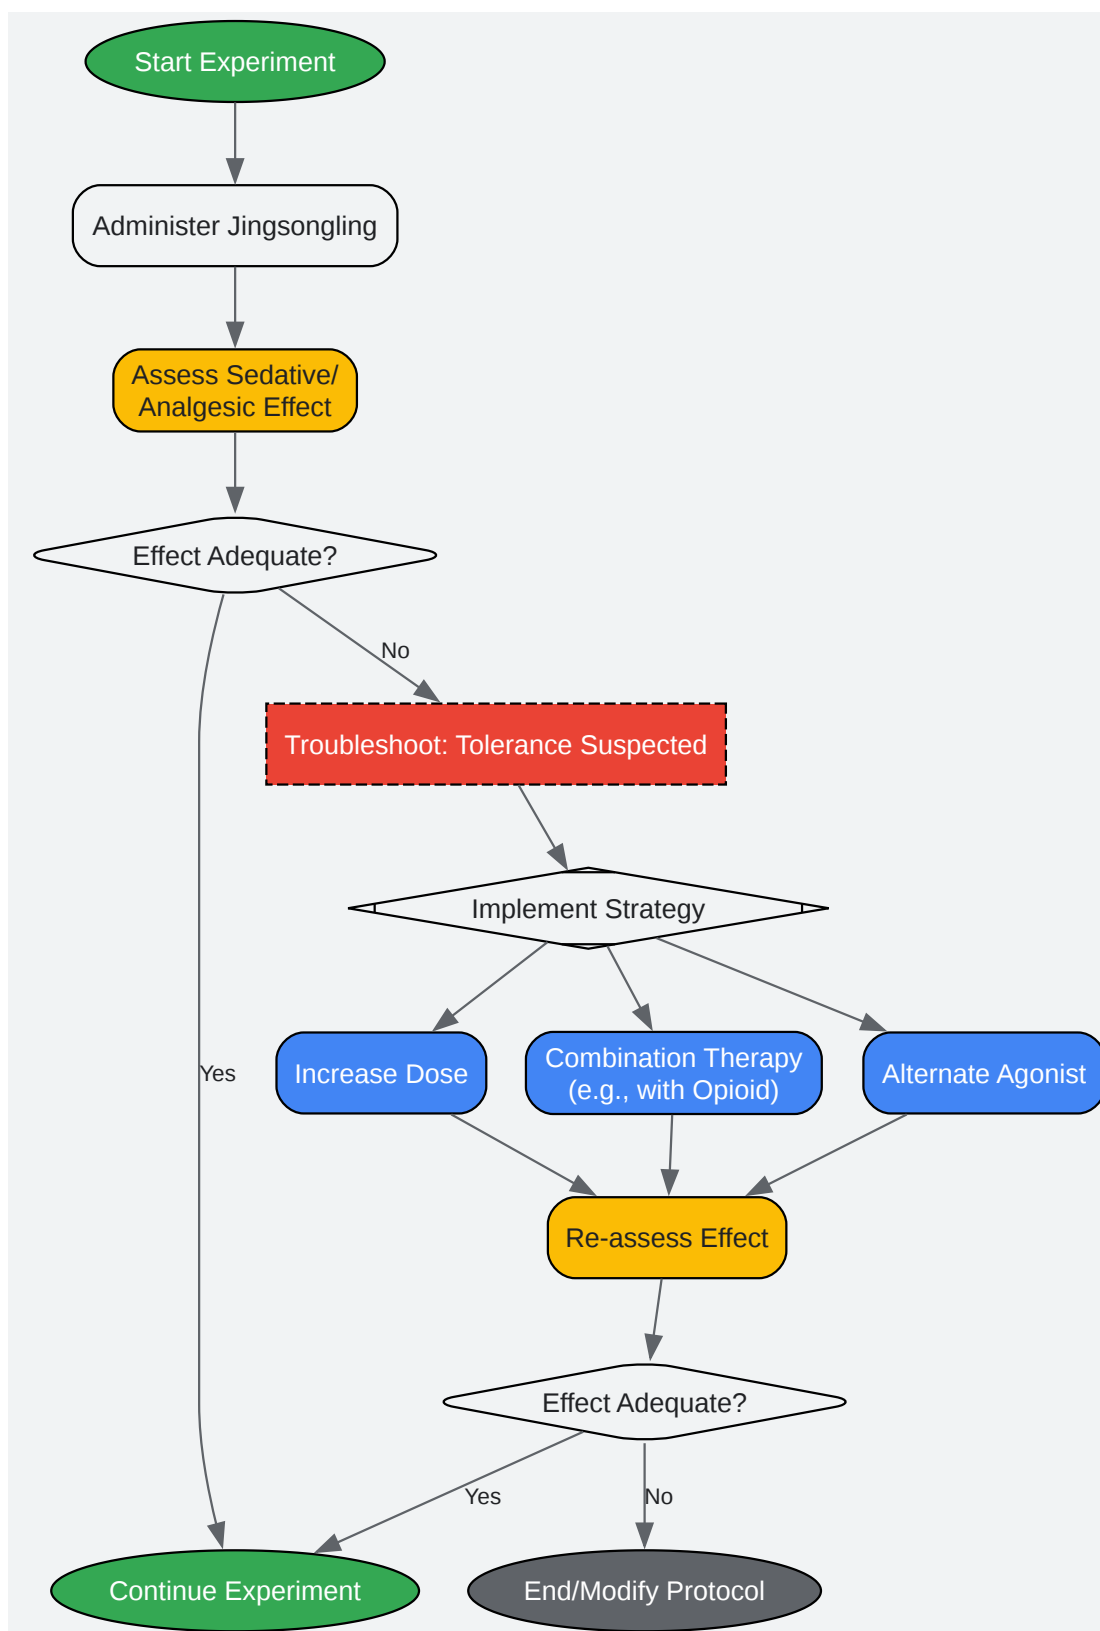 Start Experiment
Administer Jingsongling
Assess Sedative/
Analgesic Effect
Effect Adequate?
No
Troubleshoot: Tolerance Suspected
Implement Strategy
Yes
Increase Dose
Combination Therapy
(e.g., with Opioid)
Alternate Agonist
Re-assess Effect
Effect Adequate?
Yes
No
Continue Experiment
End/Modify Protocol